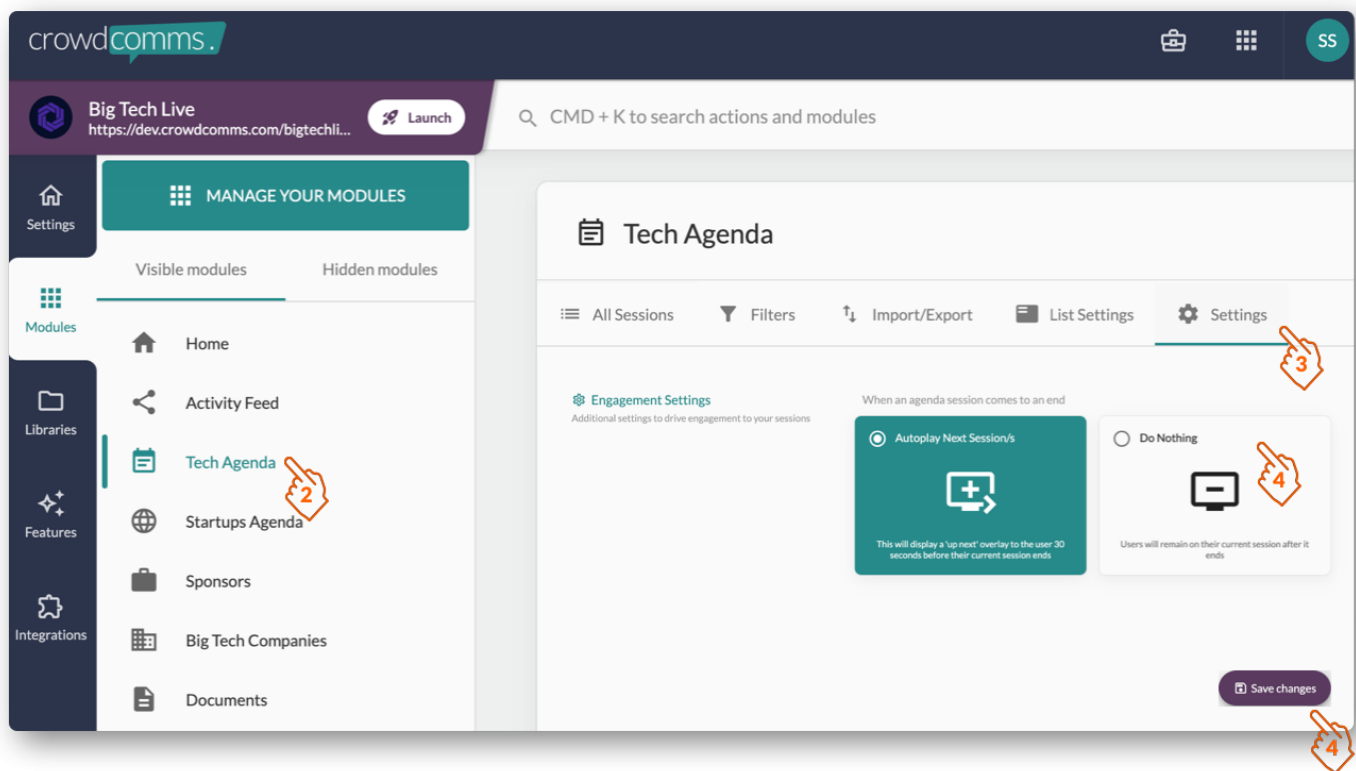 crowdcomms.
SS
Big Tech Live
https://dev.crowdcomms.com/bigtechli...
Launch
CMD + K to search actions and modules
Settings
Modules
Libraries
Features
Integrations
MANAGE YOUR MODULES
Visible modules
Hidden modules
Home
Activity Feed
Tech Agenda
2
Startups Agenda
Sponsors
Big Tech Companies
Documents
Tech Agenda
All Sessions
Filters
Import/Export
List Settings
Settings
3
Engagement Settings
Additional settings to drive engagement to your sessions
When an agenda session comes to an end
Autoplay Next Session/s
This will display a 'up next' overlay to the user 30
seconds before their current session ends
Do Nothing
4
Users will remain on their current session after it
ends
Save changes
4